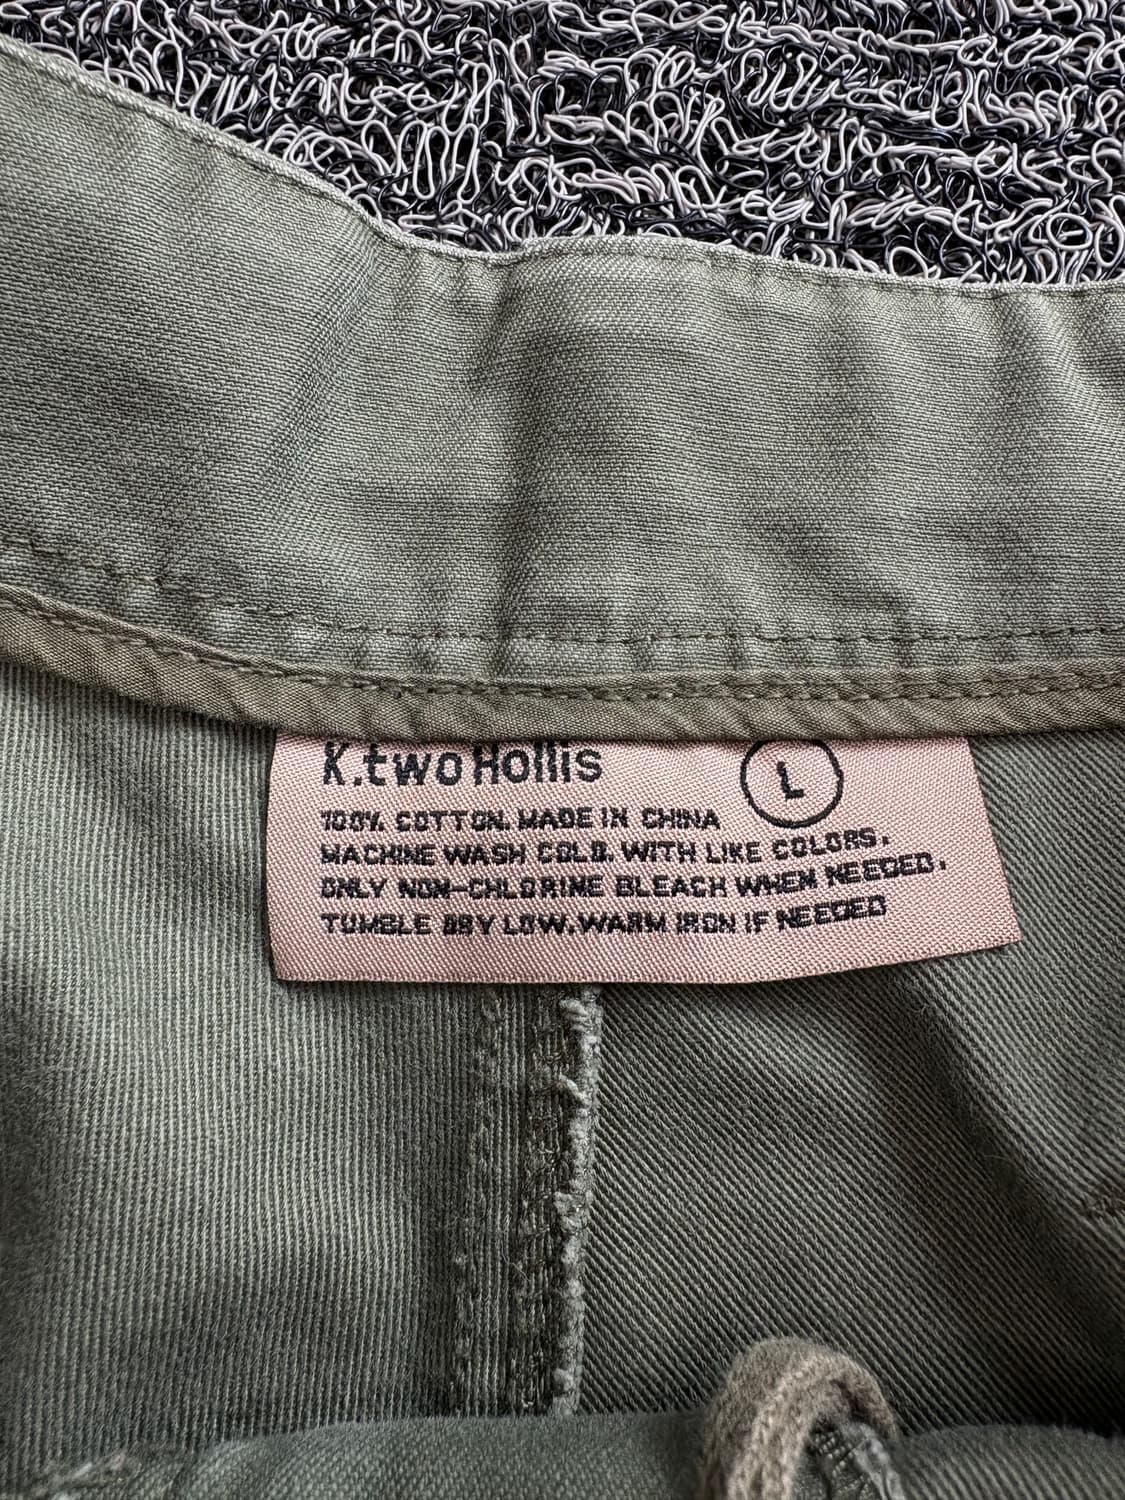 K.two Hollis L
100% COTTON. MADE IN CHINA
MACHINE WASH COLD. WITH LIKE COLORS.
ONLY NON-CHLORINE BLEACH WHEN NEEDED.
TUMBLE DRY LOW. WARM IRON IF NEEDED